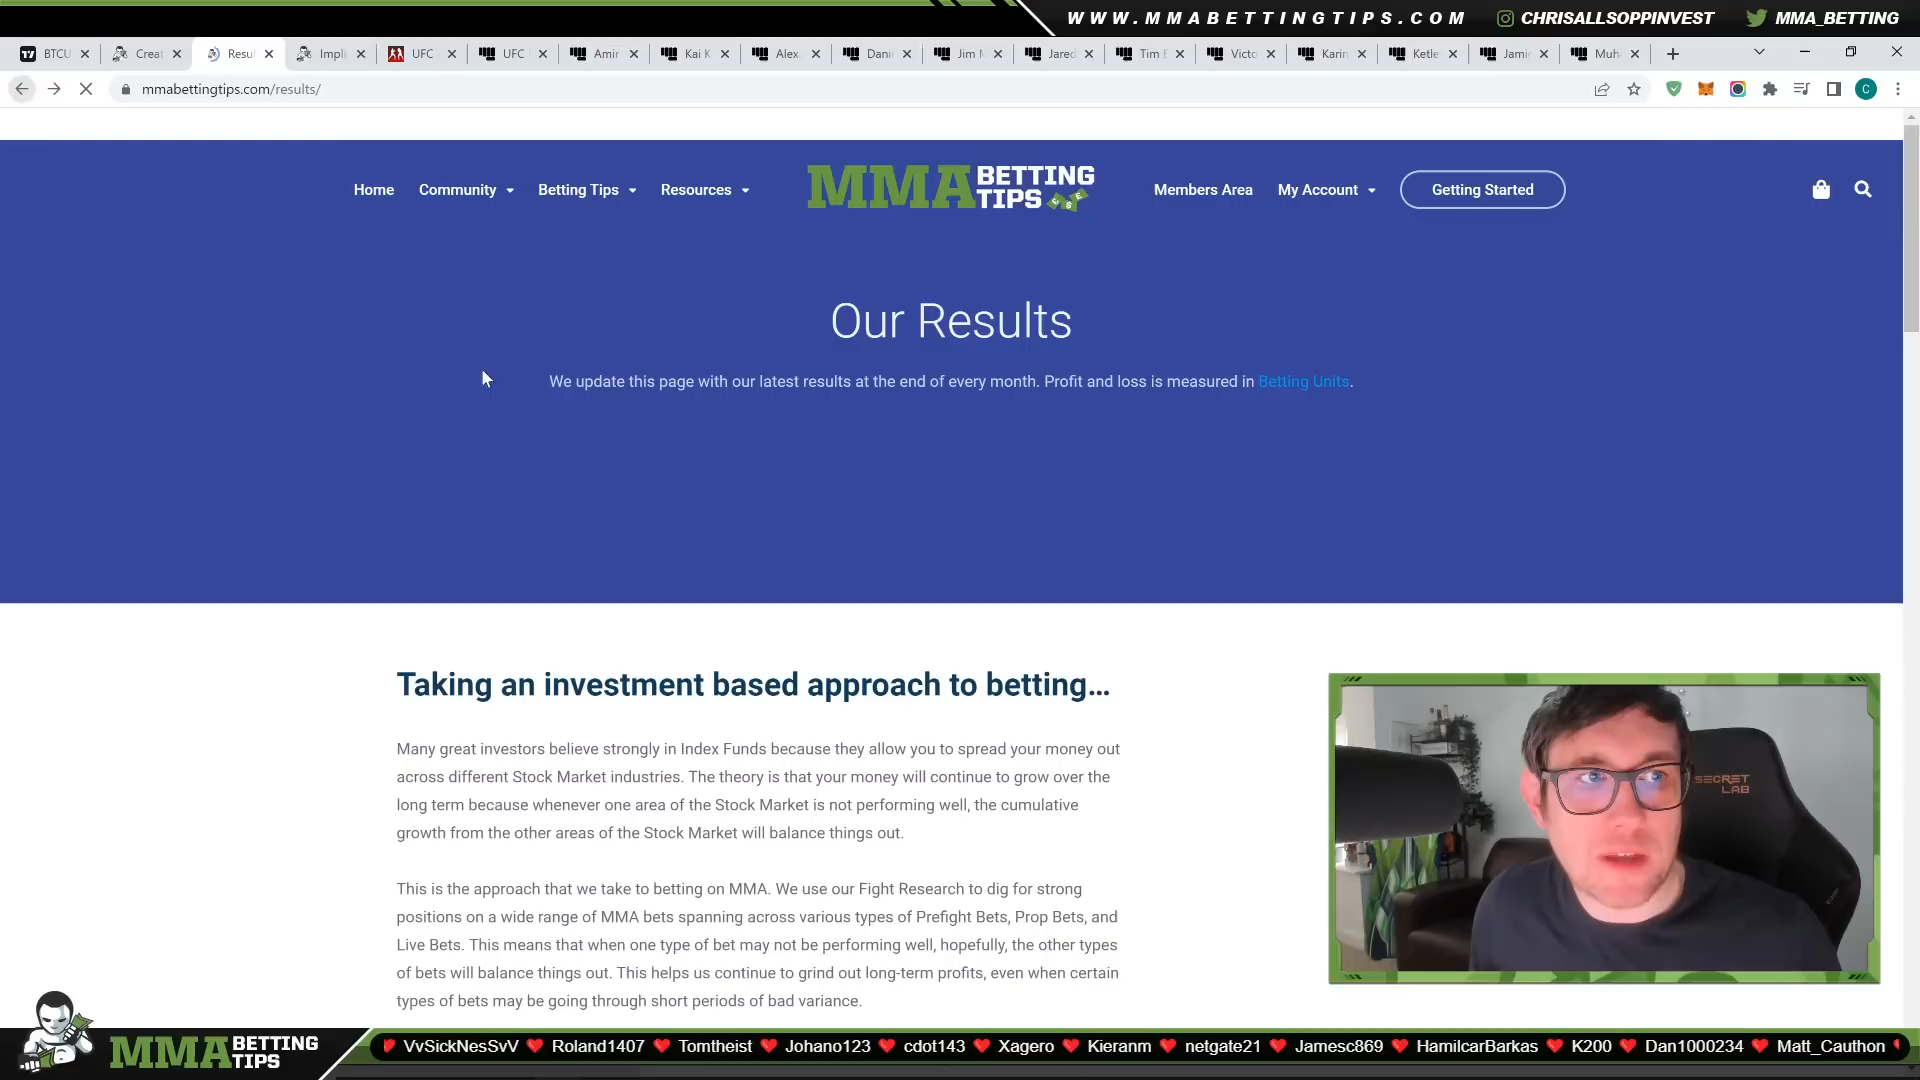 WWW.MMABETTINGTIPS.COM CHRISALLSOPPINVEST MMA_BETTING
BTCU Creat Resul Impli UFC UFC Amir Kai K Alex Dani Jim M Jared Tim E Victo Karin Ketle Jami Muh
mmabettingtips.com/results/ C
Home Community Betting Tips Resources MMA BETTING TIPS Members Area My Account Getting Started
Our Results
We update this page with our latest results at the end of every month. Profit and loss is measured in Betting Units.
Taking an investment based approach to betting...
Many great investors believe strongly in Index Funds because they allow you to spread your money out
across different Stock Market industries. The theory is that your money will continue to grow over the
long term because whenever one area of the Stock Market is not performing well, the cumulative
growth from the other areas of the Stock Market will balance things out.
This is the approach that we take to betting on MMA. We use our Fight Research to dig for strong
positions on a wide range of MMA bets spanning across various types of Prefight Bets, Prop Bets, and
Live Bets. This means that when one type of bet may not be performing well, hopefully, the other types
of bets will balance things out. This helps us continue to grind out long-term profits, even when certain
types of bets may be going through short periods of bad variance.
SECRET
LAB
MMA BETTING TIPS
VvSickNesSvV Roland1407 Tomtheist Johano123 cdot143 Xagero Kieranm netgate21 Jamesc869 HamilcarBarkas K200 Dan1000234 Matt_Cauthon